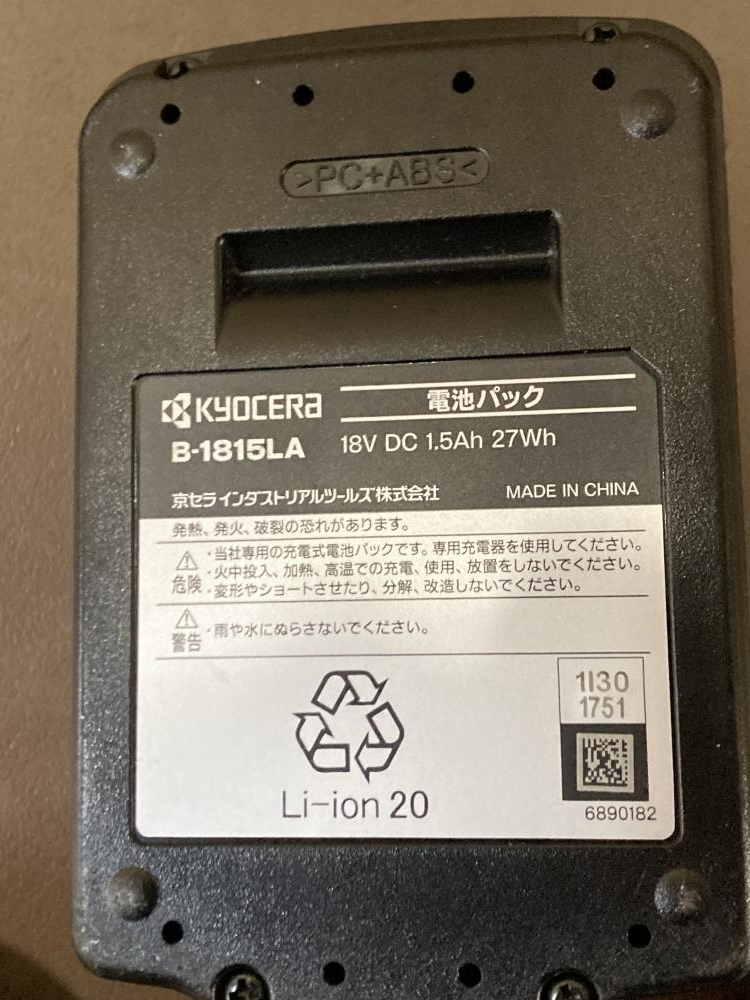 >PC+ABS<
KYOCERA
電池パック
B-1815LA
18V DC 1.5Ah 27Wh
京セラインダストリアルツールズ株式会社
MADE IN CHINA
発熱、発火、破裂の恐れがあります。
危険
・当社専用の充電式電池パックです。専用充電器を使用してください。
・火中投入、加熱、高温での充電、使用、放置をしないでください。
・変形やショートさせたり、分解、改造しないでください。
警告
・雨や水にぬらさないでください。
1I30
1751
Li-ion 20
6890182